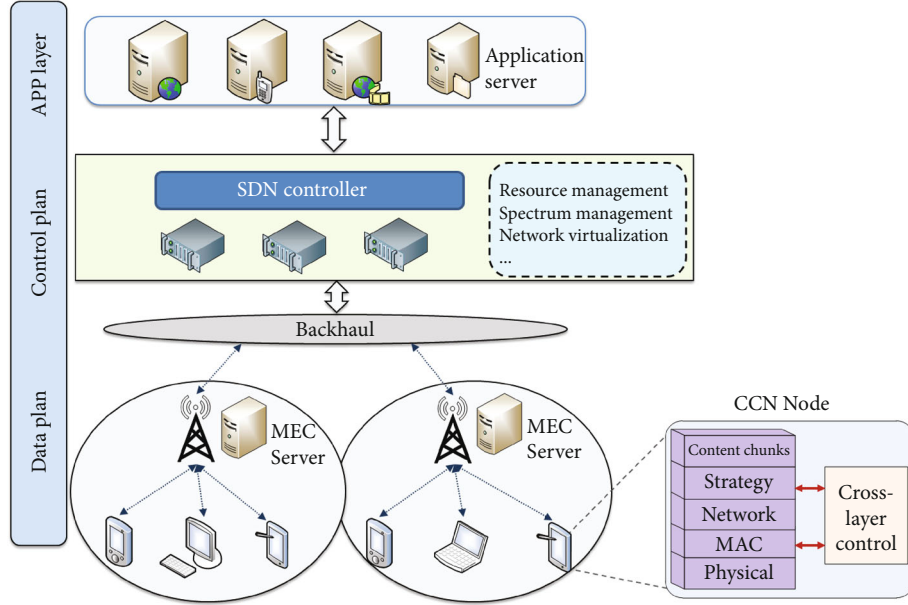 APP layer
Control plan
Data plan
Application
server
SDN controller
Resource management
Spectrum management
Network virtualization
...
Backhaul
MEC
Server
MEC
Server
CCN Node
Content chunks
Strategy
Network
MAC
Physical
Cross-
layer
control